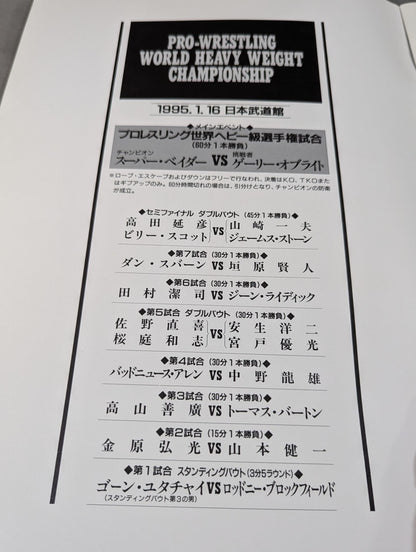 PRO-WRESTLING
WORLD HEAVY WEIGHT
CHAMPIONSHIP
1995.1.16 日本武道館
◆メインエベント◆
プロレスリング世界ヘビー級選手権試合
(60分1本勝負)
チャンピオン 挑戦者
スーパー・ベイダー VS ゲーリー・オブライト
※ロープ・エスケープおよびダウンはフリーで行なわれ、決着はKO、TKOまた
はギブアップのみ。60分時間切れの場合は、引分けとなり、チャンピオンの防衛
が成立。
◆セミファイナル ダブルバウト(45分1本勝負)◆
高田延彦 VS 山崎一夫
ビリー・スコット ジェームス・ストーン
◆第7試合(30分1本勝負)◆
ダン・スバーン VS 垣原賢人
◆第6試合(30分1本勝負)◆
田村潔司 VS ジーン・ライディック
◆第5試合 ダブルバウト(30分1本勝負)◆
佐野直喜 VS 安生洋二
桜庭和志 宮戸優光
◆第4試合(30分1本勝負)◆
バッドニュース・アレン VS 中野龍雄
◆第3試合(30分1本勝負)◆
高山善廣 VS トーマス・バートン
◆第2試合(15分1本勝負)◆
金原弘光 VS 山本健一
◆第1試合 スタンディングバウト(3分5ラウンド)◆
ゴーン・ユタチャイ VS ロッドニー・ブロックフィールド
(スタンディングバウト第3の男)